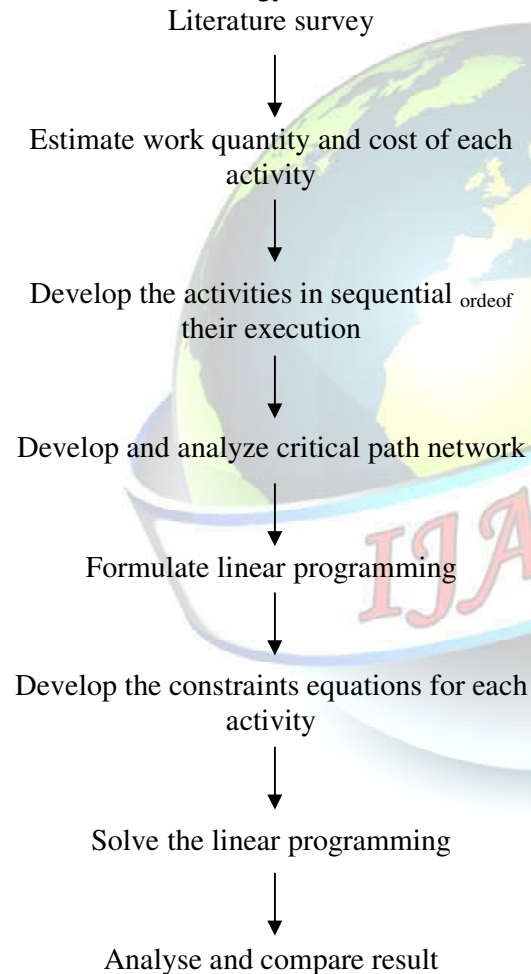 Literature survey
Estimate work quantity and cost of each
activity
Develop the activities in sequential ordeof
their execution
Develop and analyze critical path network
Formulate linear programming
IJA
Develop the constraints equations for each
activity
Solve the linear programming
Analyse and compare result